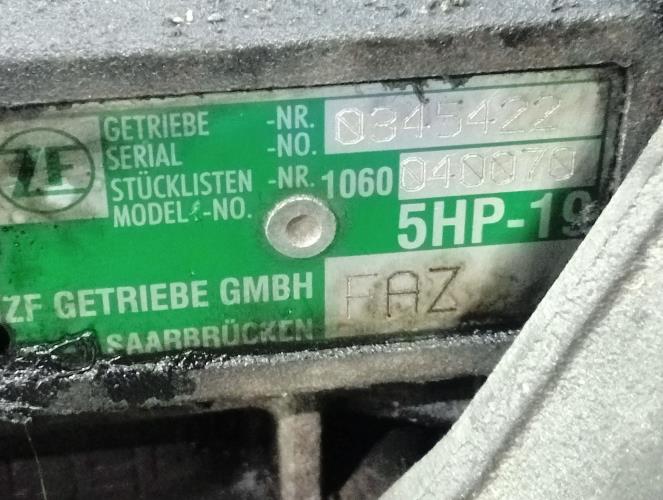 ZF
GETRIEBE -NR. 0345422
SERIAL -NO.
STÜCKLISTEN -NR. 1060 040070
MODEL -NO.
5HP-19
ZF GETRIEBE GMBH FAZ
SAARBRÜCKEN